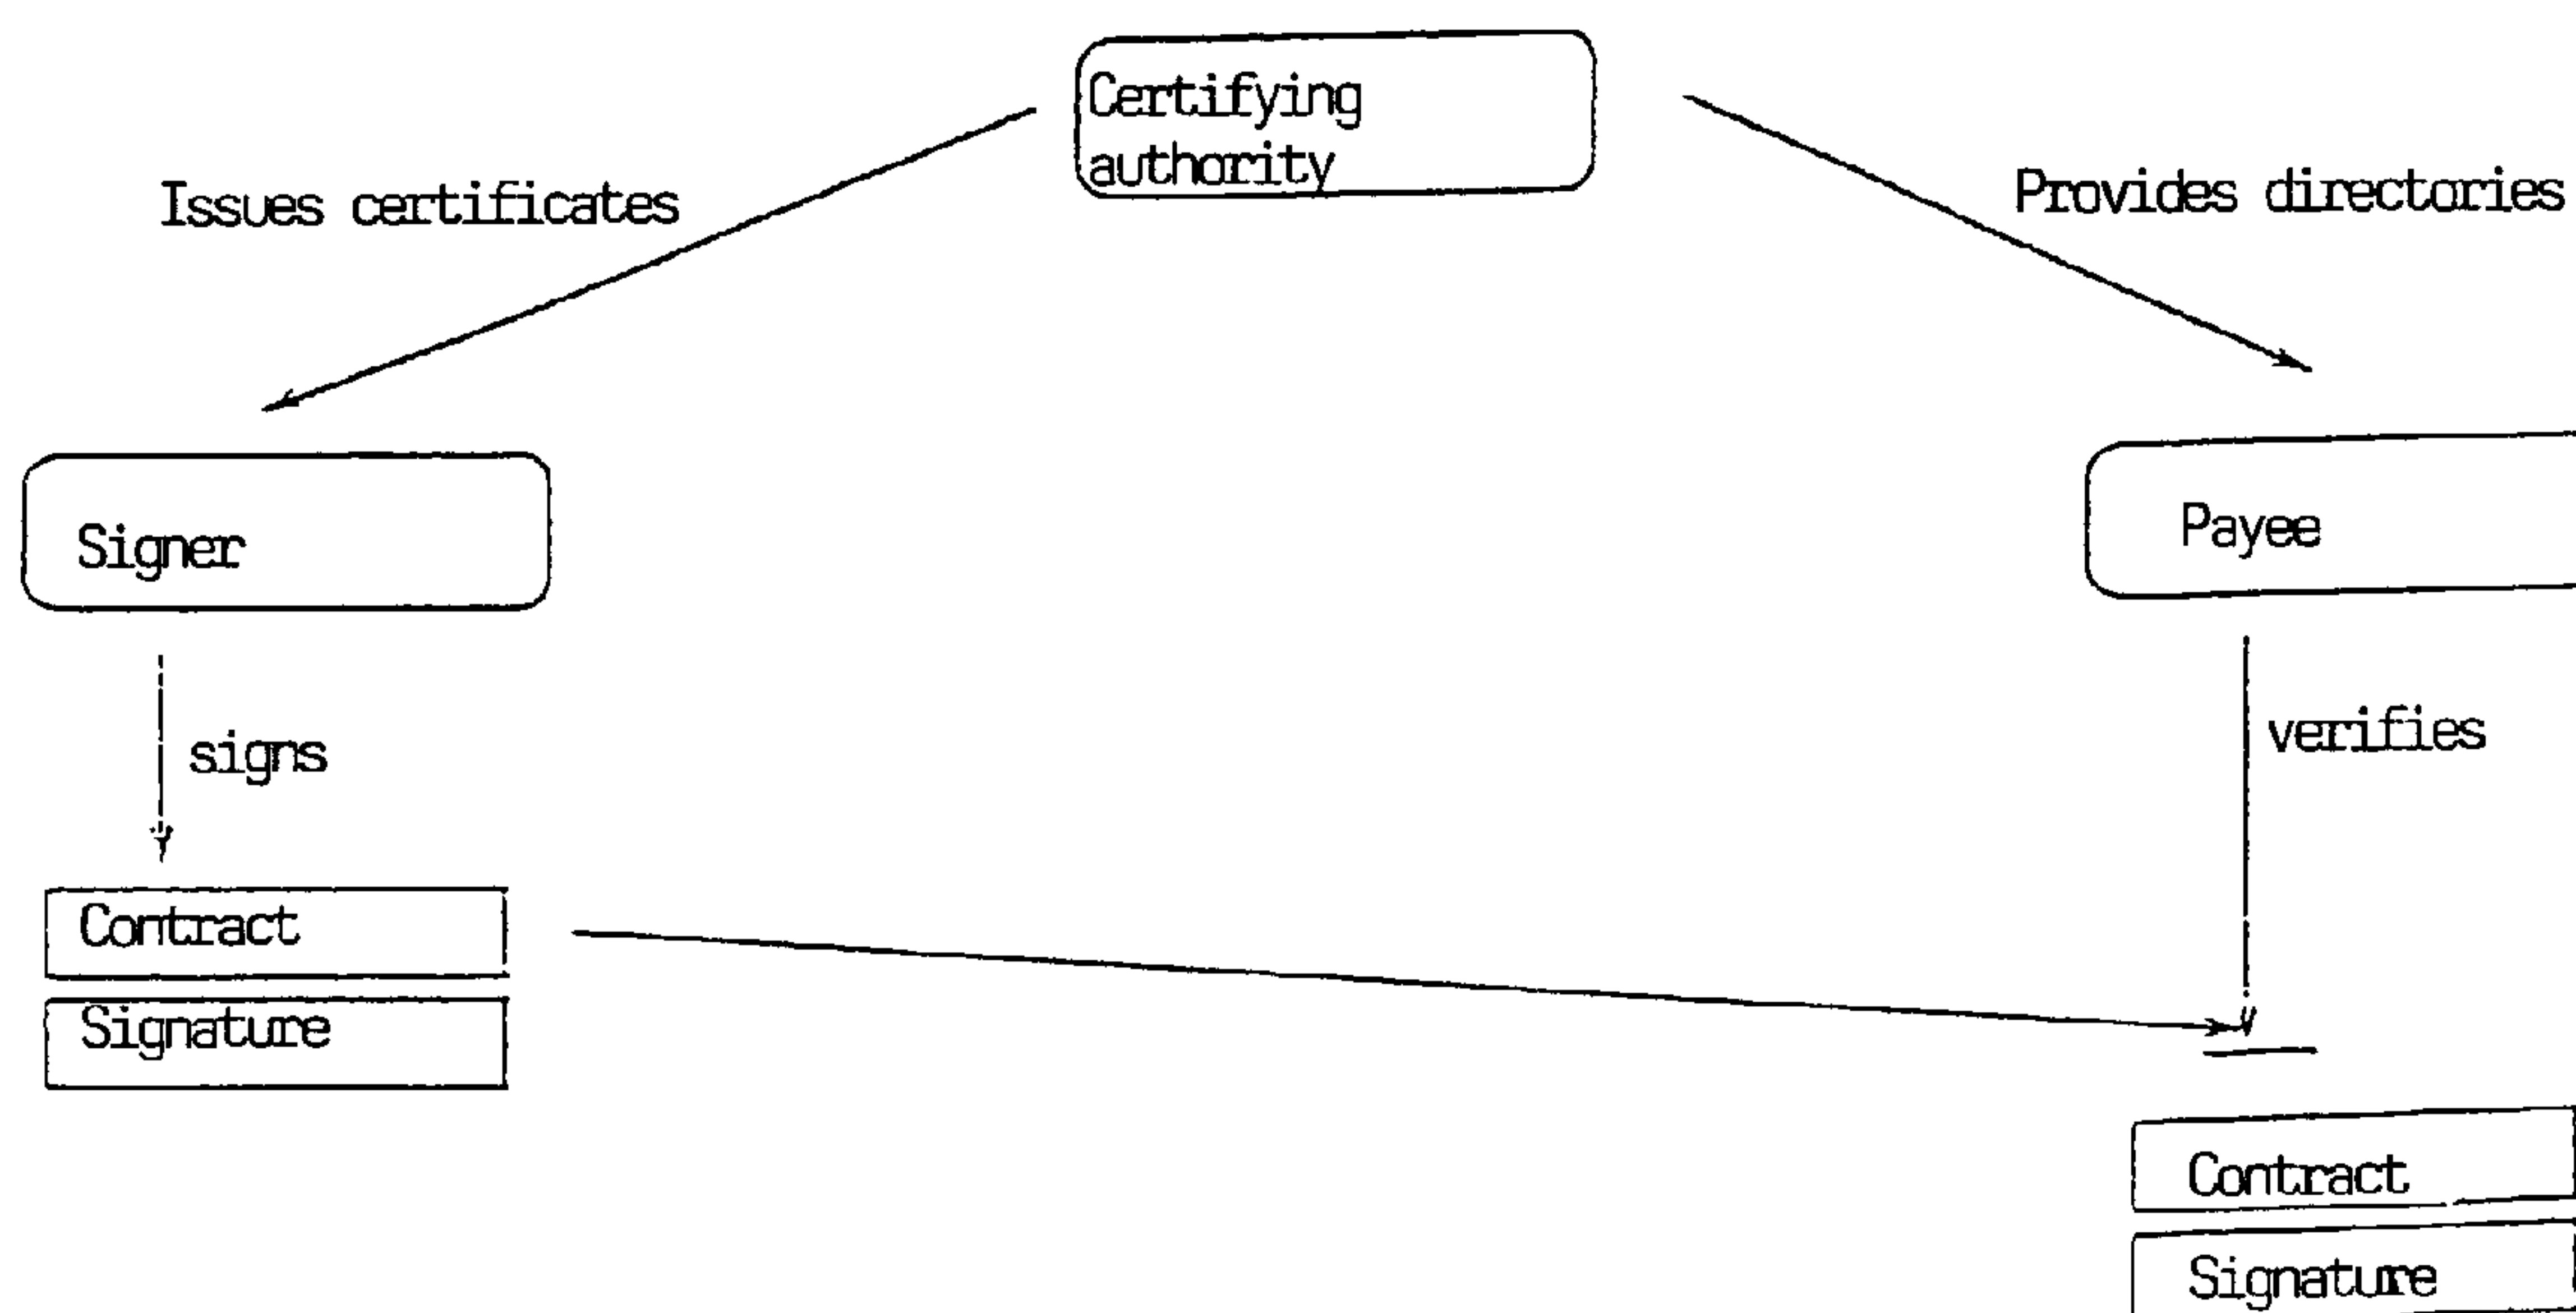 Certifying
authority
Issues certificates
Provides directories
Signer
Payee
signs
verifies
Contract
Signature
Contract
Signature